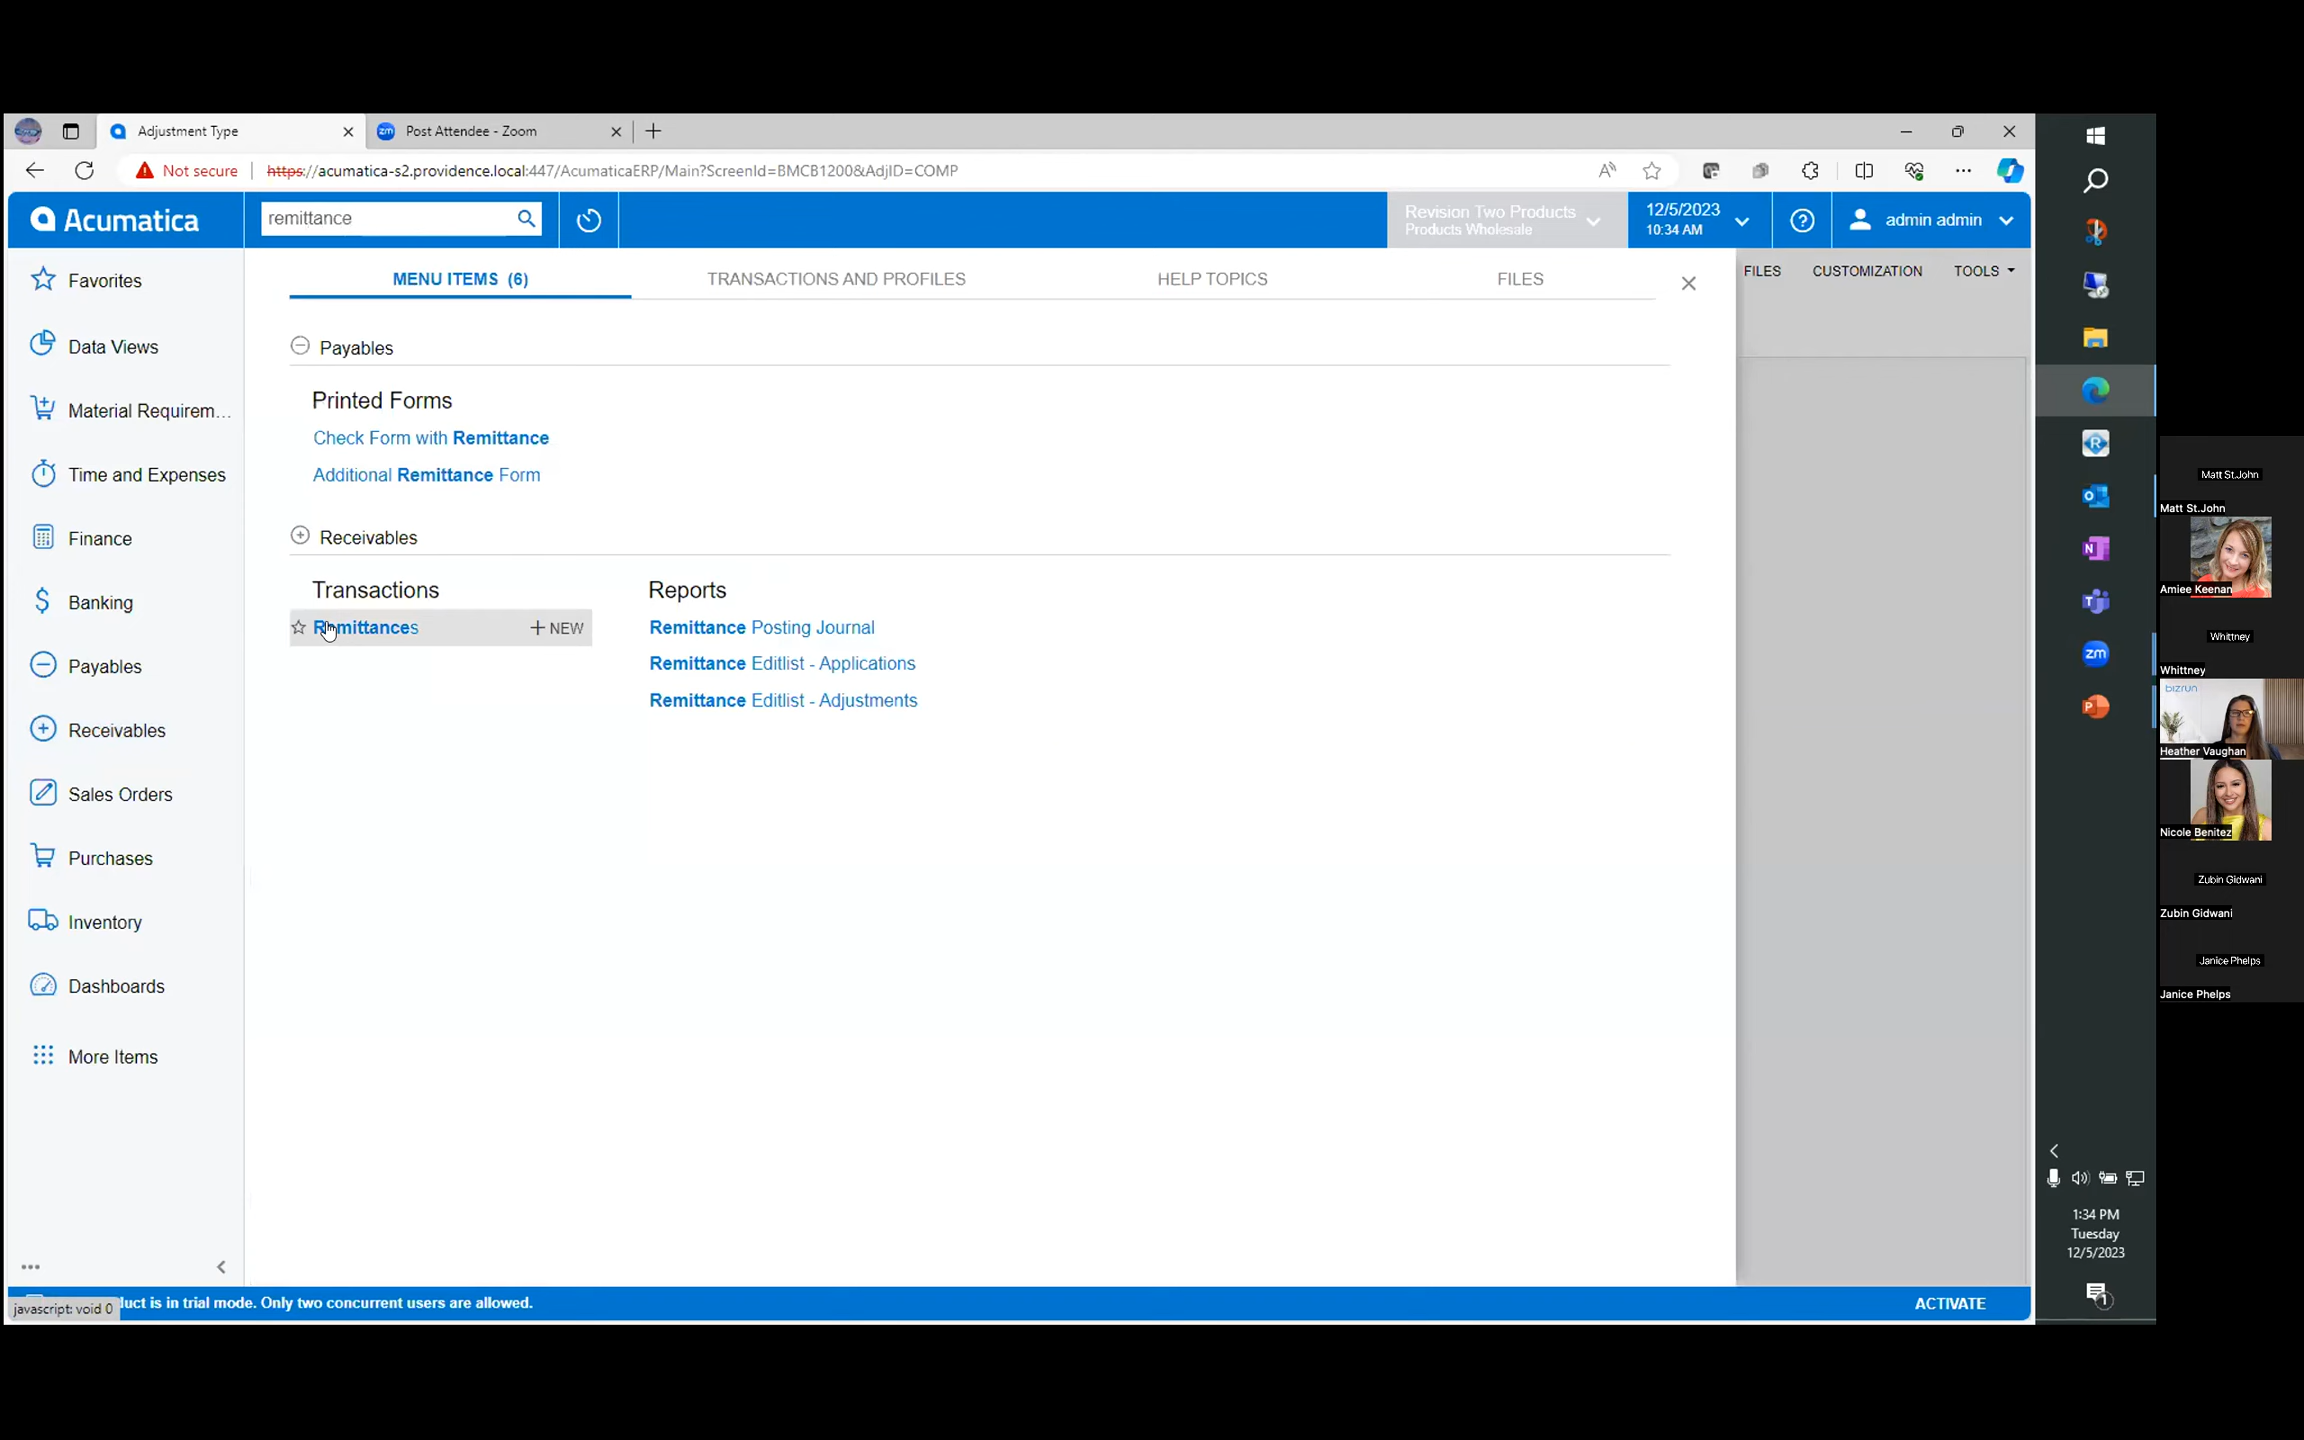 Adjustment Type
Post Attendee - Zoom
Not secure
https://acumatica-s2.providence.local:447/AcumaticaERP/Main?ScreenId=BMCB1200&AdjID=COMP
Acumatica
remittance
Revision Two Products
Products Wholesale
12/5/2023
10:34 AM
admin admin
Favorites
Data Views
Material Requirem...
Time and Expenses
Finance
Banking
Payables
Receivables
Sales Orders
Purchases
Inventory
Dashboards
More Items
MENU ITEMS (6)
TRANSACTIONS AND PROFILES
HELP TOPICS
FILES
FILES
CUSTOMIZATION
TOOLS
Payables
Printed Forms
Check Form with Remittance
Additional Remittance Form
Receivables
Transactions
Remittances
+ NEW
Reports
Remittance Posting Journal
Remittance Editlist - Applications
Remittance Editlist - Adjustments
javascript: void 0
duct is in trial mode. Only two concurrent users are allowed.
ACTIVATE
zm
1:34 PM
Tuesday
12/5/2023
1
Matt St.John
Matt St.John
Amiee Keenan
Whittney
Whittney
bizrun
Heather Vaughan
Nicole Benitez
Zubin Gidwani
Zubin Gidwani
Janice Phelps
Janice Phelps